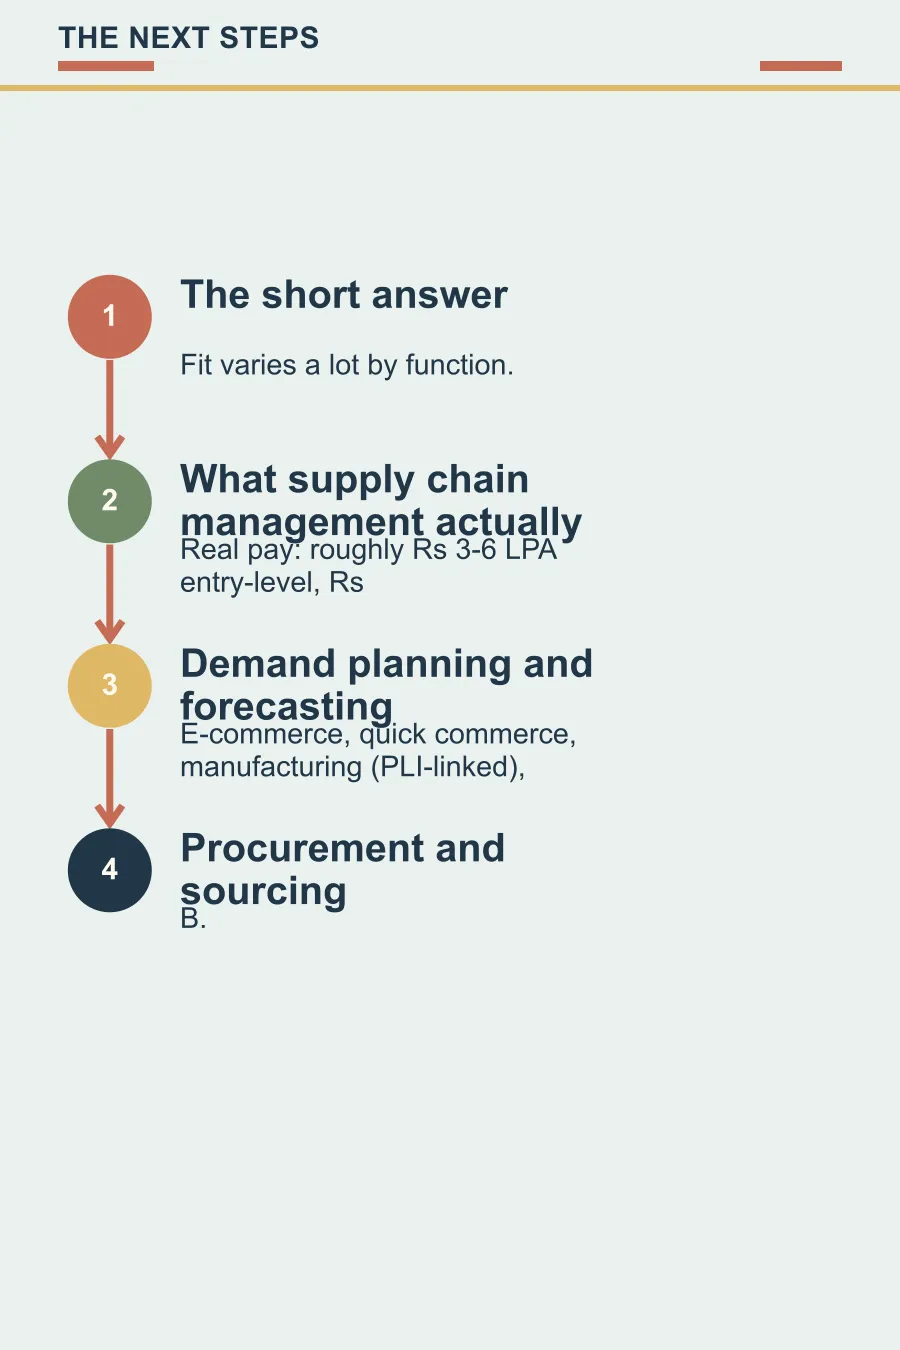 THE NEXT STEPS
1
The short answer
Fit varies a lot by function.
2
What supply chain
management actually
Real pay: roughly Rs 3-6 LPA
entry-level, Rs
3
Demand planning and
forecasting
E-commerce, quick commerce,
manufacturing (PLI-linked),
4
Procurement and
sourcing
B.